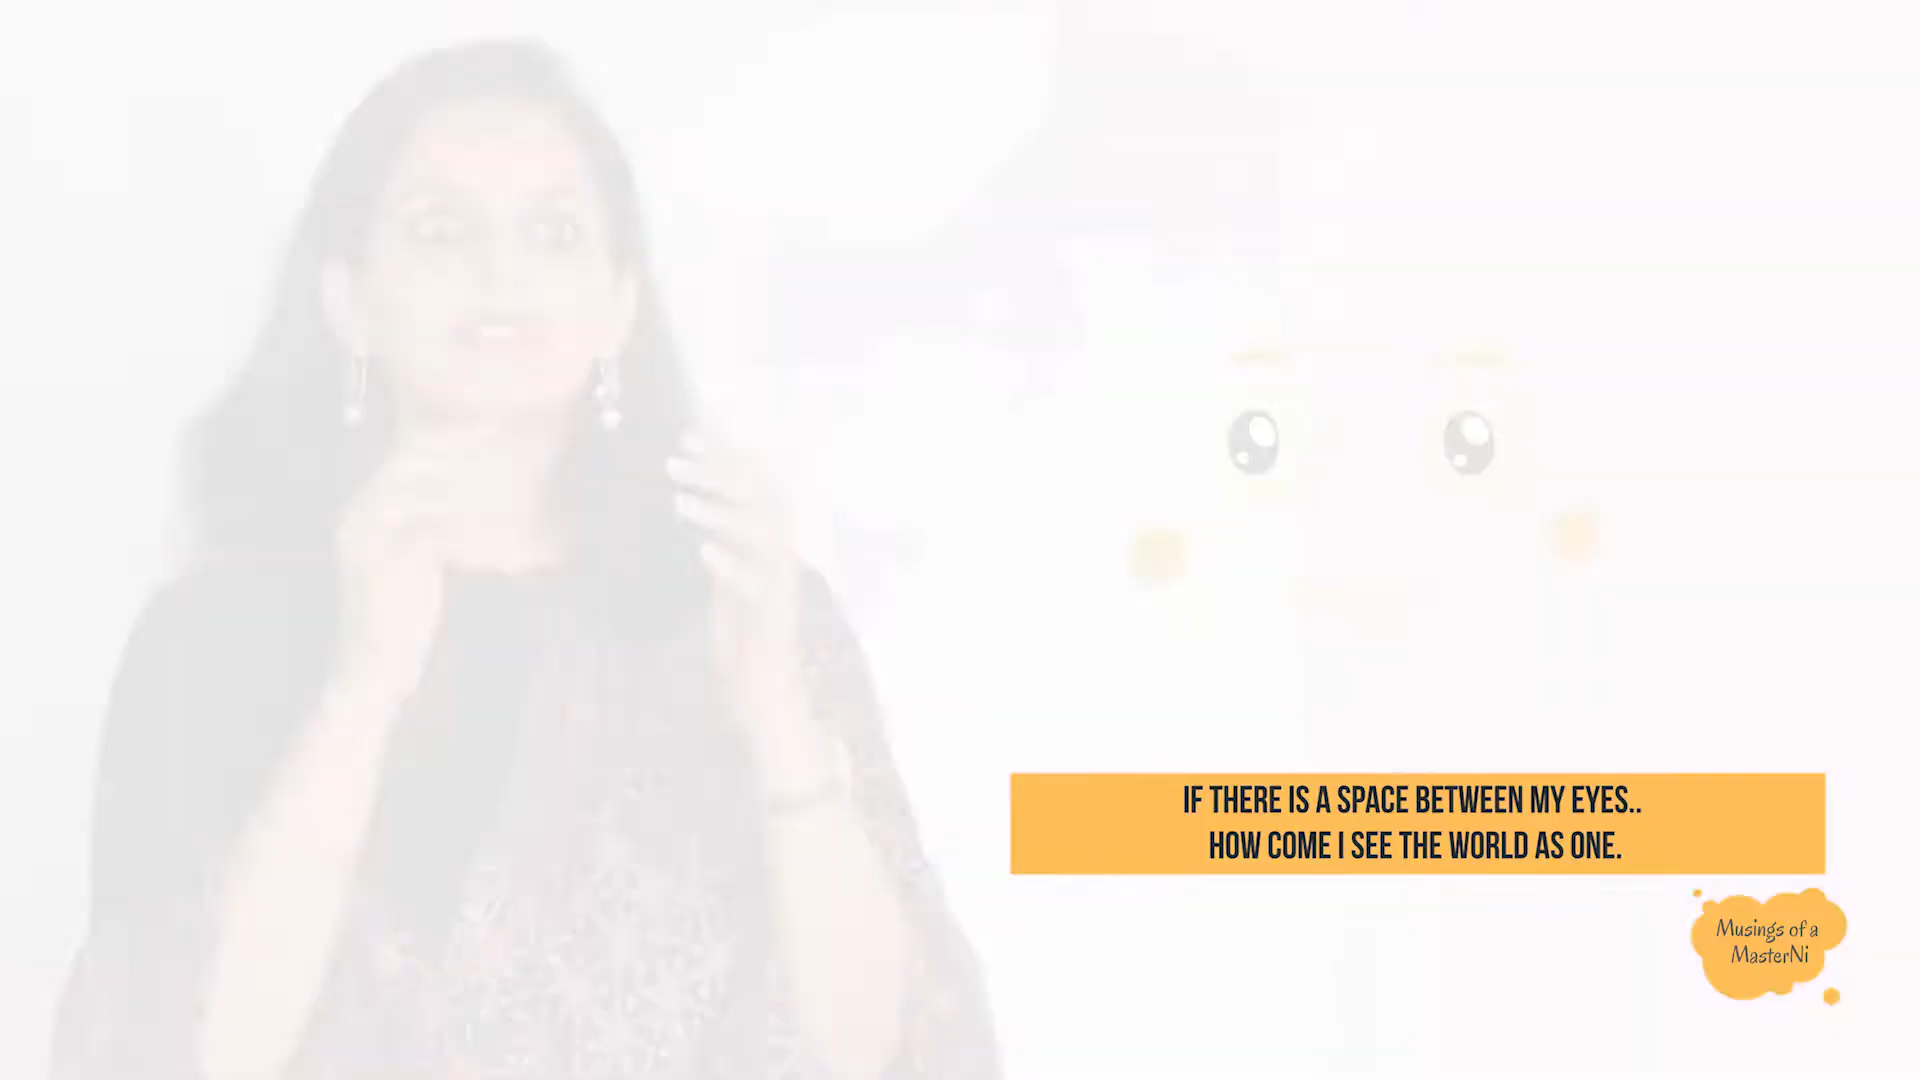 IF THERE IS A SPACE BETWEEN MY EYES..
HOW COME I SEE THE WORLD AS ONE.
Musings of a
MasterNi